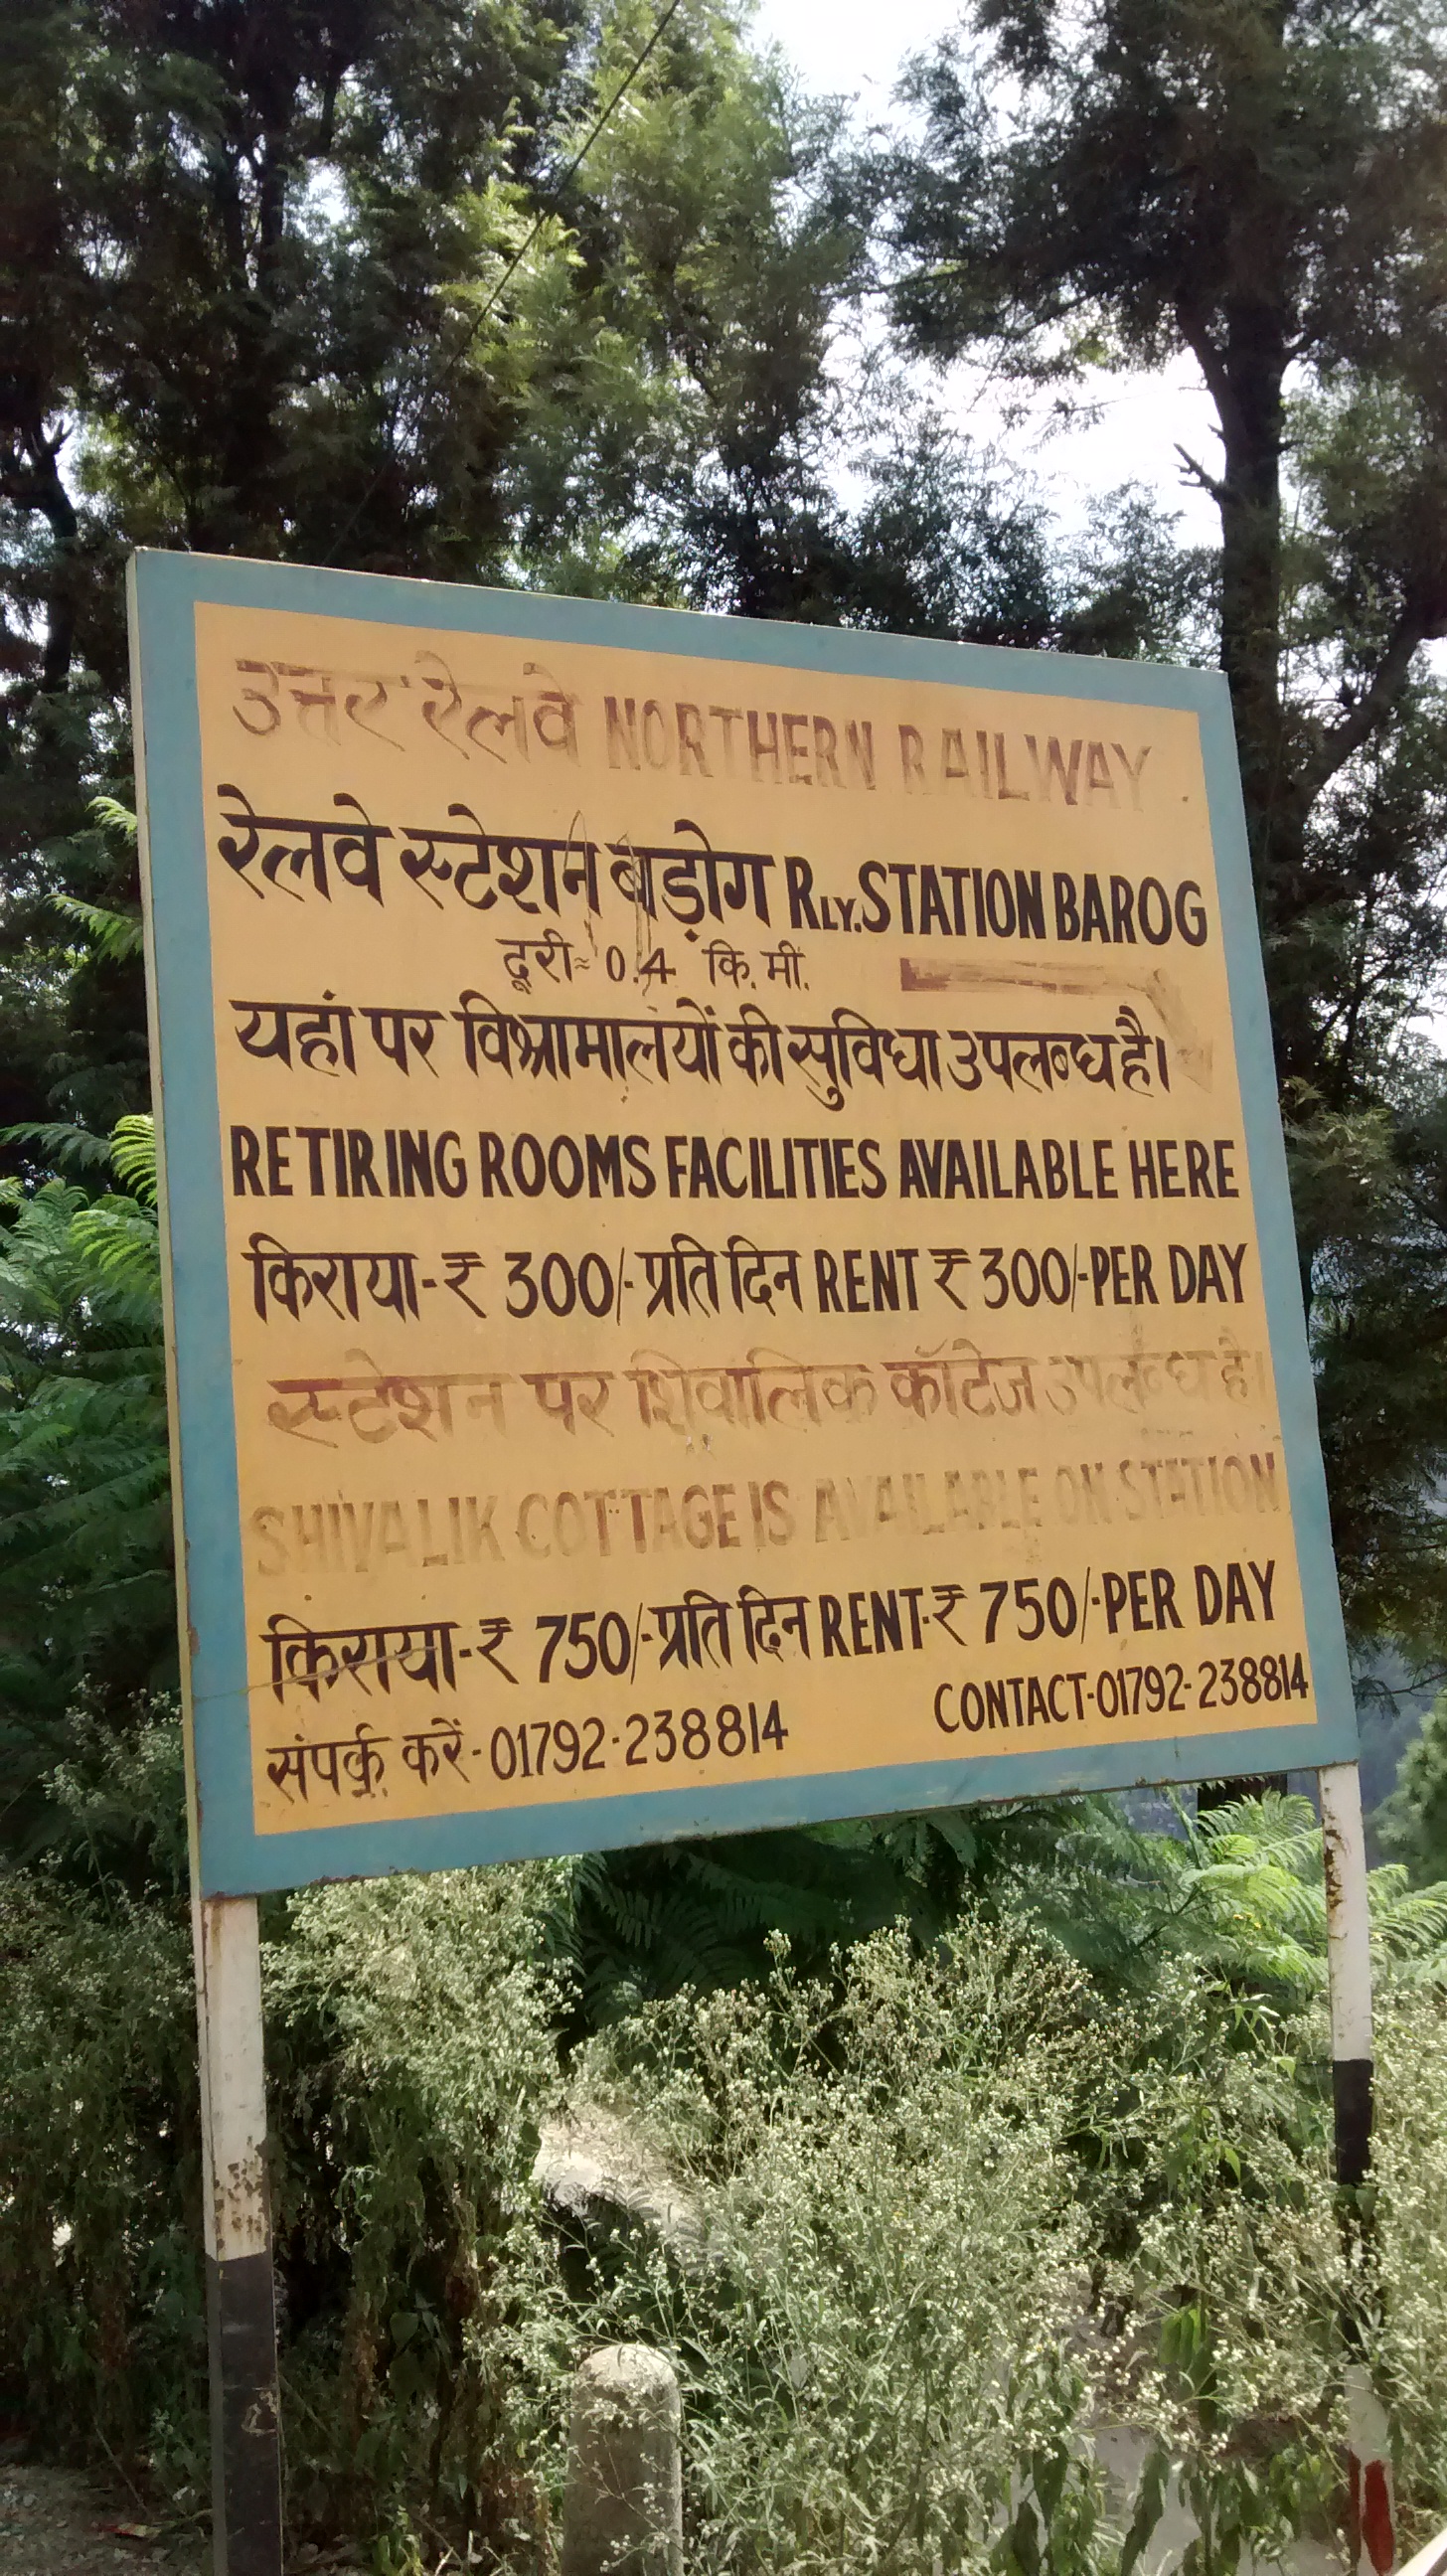 उत्तर रेलवे NORTHERN RAILWAY
रेलवे स्टेशन बाड़ोग RLY.STATION BAROG
दूरी≈ 0.4 कि.मी.
यहां पर विश्रामालयों की सुविधा उपलब्ध है।
RETIRING ROOMS FACILITIES AVAILABLE HERE
किराया-₹ 300/-प्रति दिन RENT ₹ 300/-PER DAY
स्टेशन पर शिवालिक कॉटेज उपलब्ध है।
SHIVALIK COTTAGE IS AVAILABLE ON STATION
किराया-₹ 750/-प्रति दिन RENT-₹ 750/-PER DAY
संपर्क करें-01792-238814 CONTACT-01792-238814